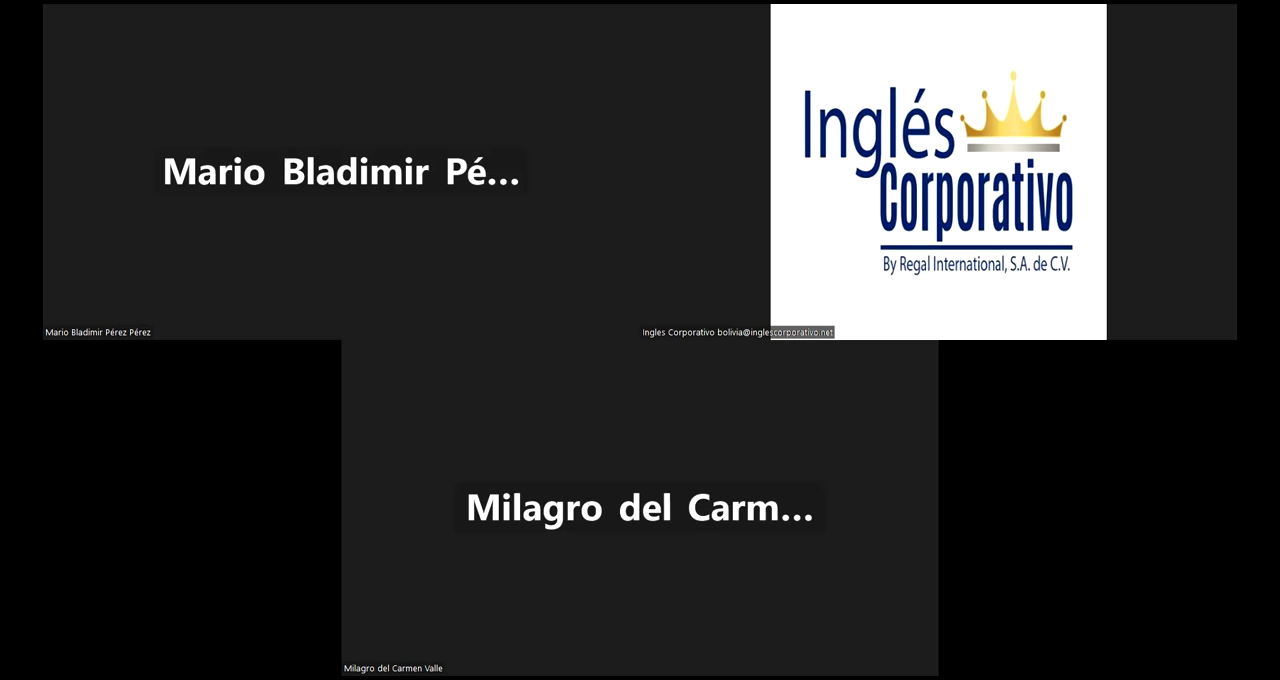 Mario Bladimir Pé...
Inglés
Corporativo
By Regal International, S.A. de C.V.
Mario Bladimir Pérez Pérez
Ingles Corporativo bolivia@inglescorporativo.net
Milagro del Carm...
Milagro del Carmen Valle